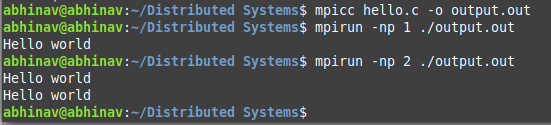 abhinav@abhinav:~/Distributed Systems$ mpicc hello.c -o output.out
abhinav@abhinav:~/Distributed Systems$ mpirun -np 1 ./output.out
Hello world
abhinav@abhinav:~/Distributed Systems$ mpirun -np 2 ./output.out
Hello world
Hello world
abhinav@abhinav:~/Distributed Systems$